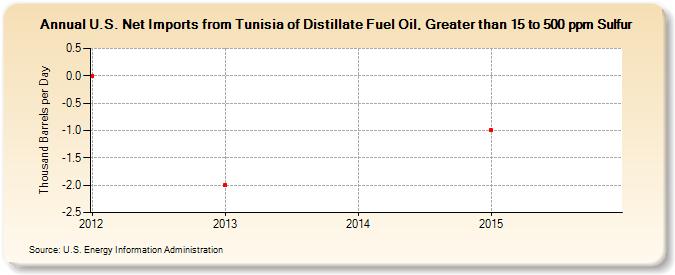 Annual U.S. Net Imports from Tunisia of Distillate Fuel Oil, Greater than 15 to 500 ppm Sulfur
Thousand Barrels per Day
0.5
0.0
-0.5
-1.0
-1.5
-2.0
-2.5
2012 2013 2014 2015
Source: U.S. Energy Information Administration